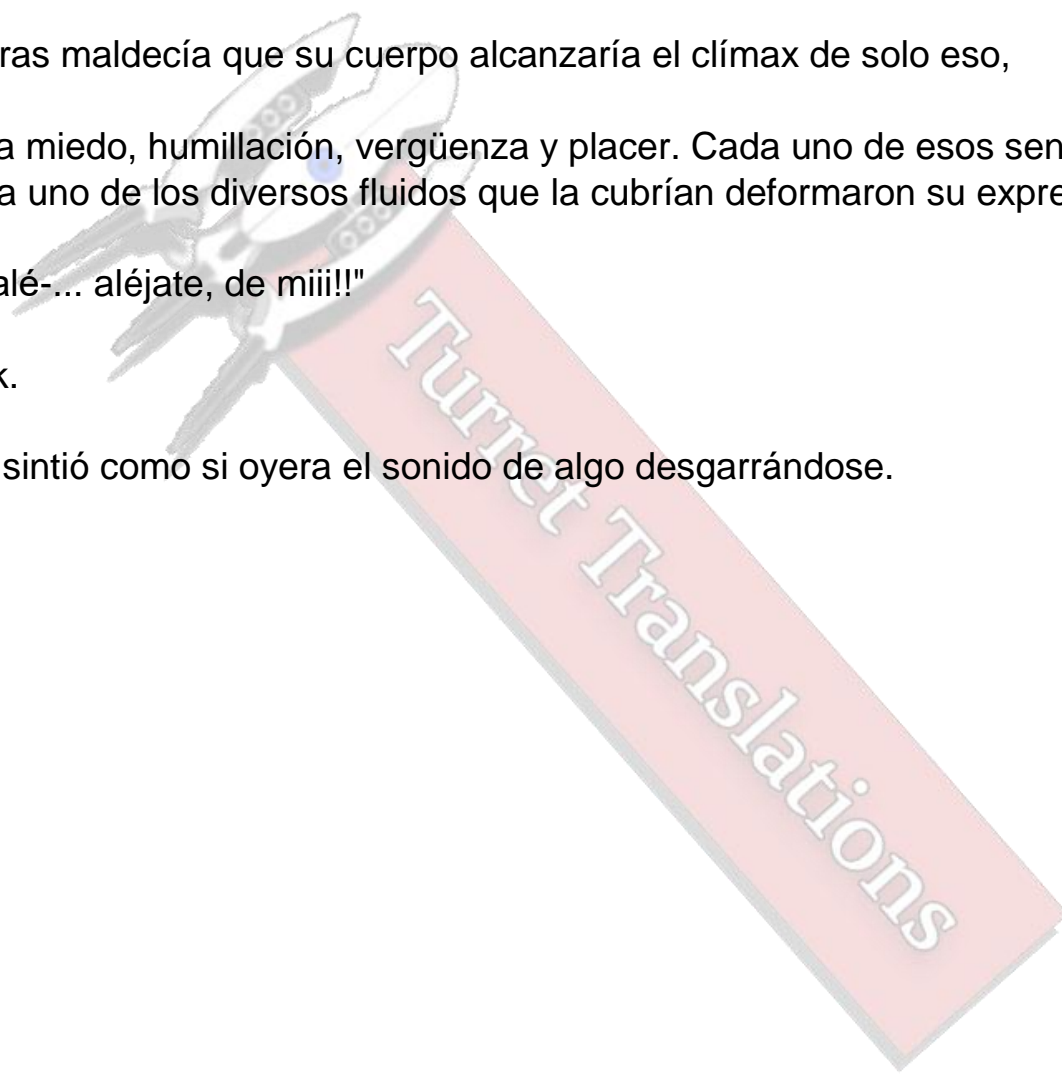 ras maldecía que su cuerpo alcanzaría el clímax de solo eso,
a miedo, humillación, vergüenza y placer. Cada uno de esos sen
a uno de los diversos fluidos que la cubrían deformaron su expre
alé-... aléjate, de miii!!"
k.
sintió como si oyera el sonido de algo desgarrándose.
Turret Translations